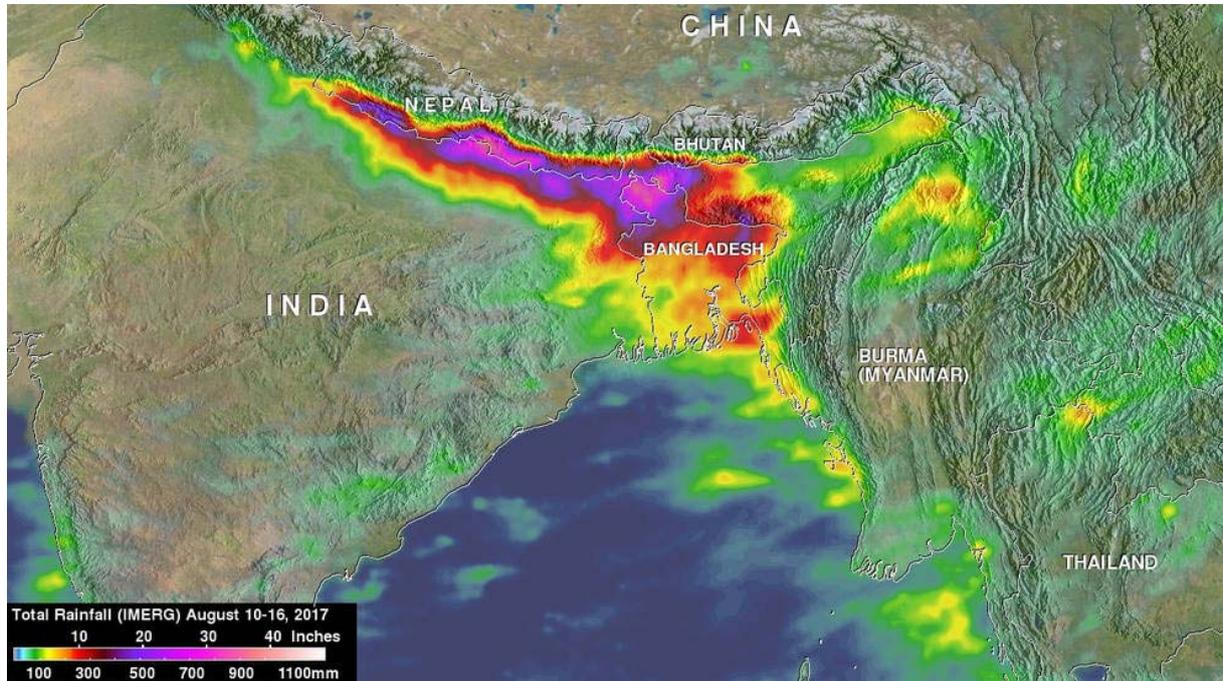 CHINA
NEPAL
BHUTAN
BANGLADESH
INDIA
BURMA
(MYANMAR)
THAILAND
Total Rainfall (IMERG) August 10-16, 2017
10 20 30 40 Inches
100 300 500 700 900 1100mm